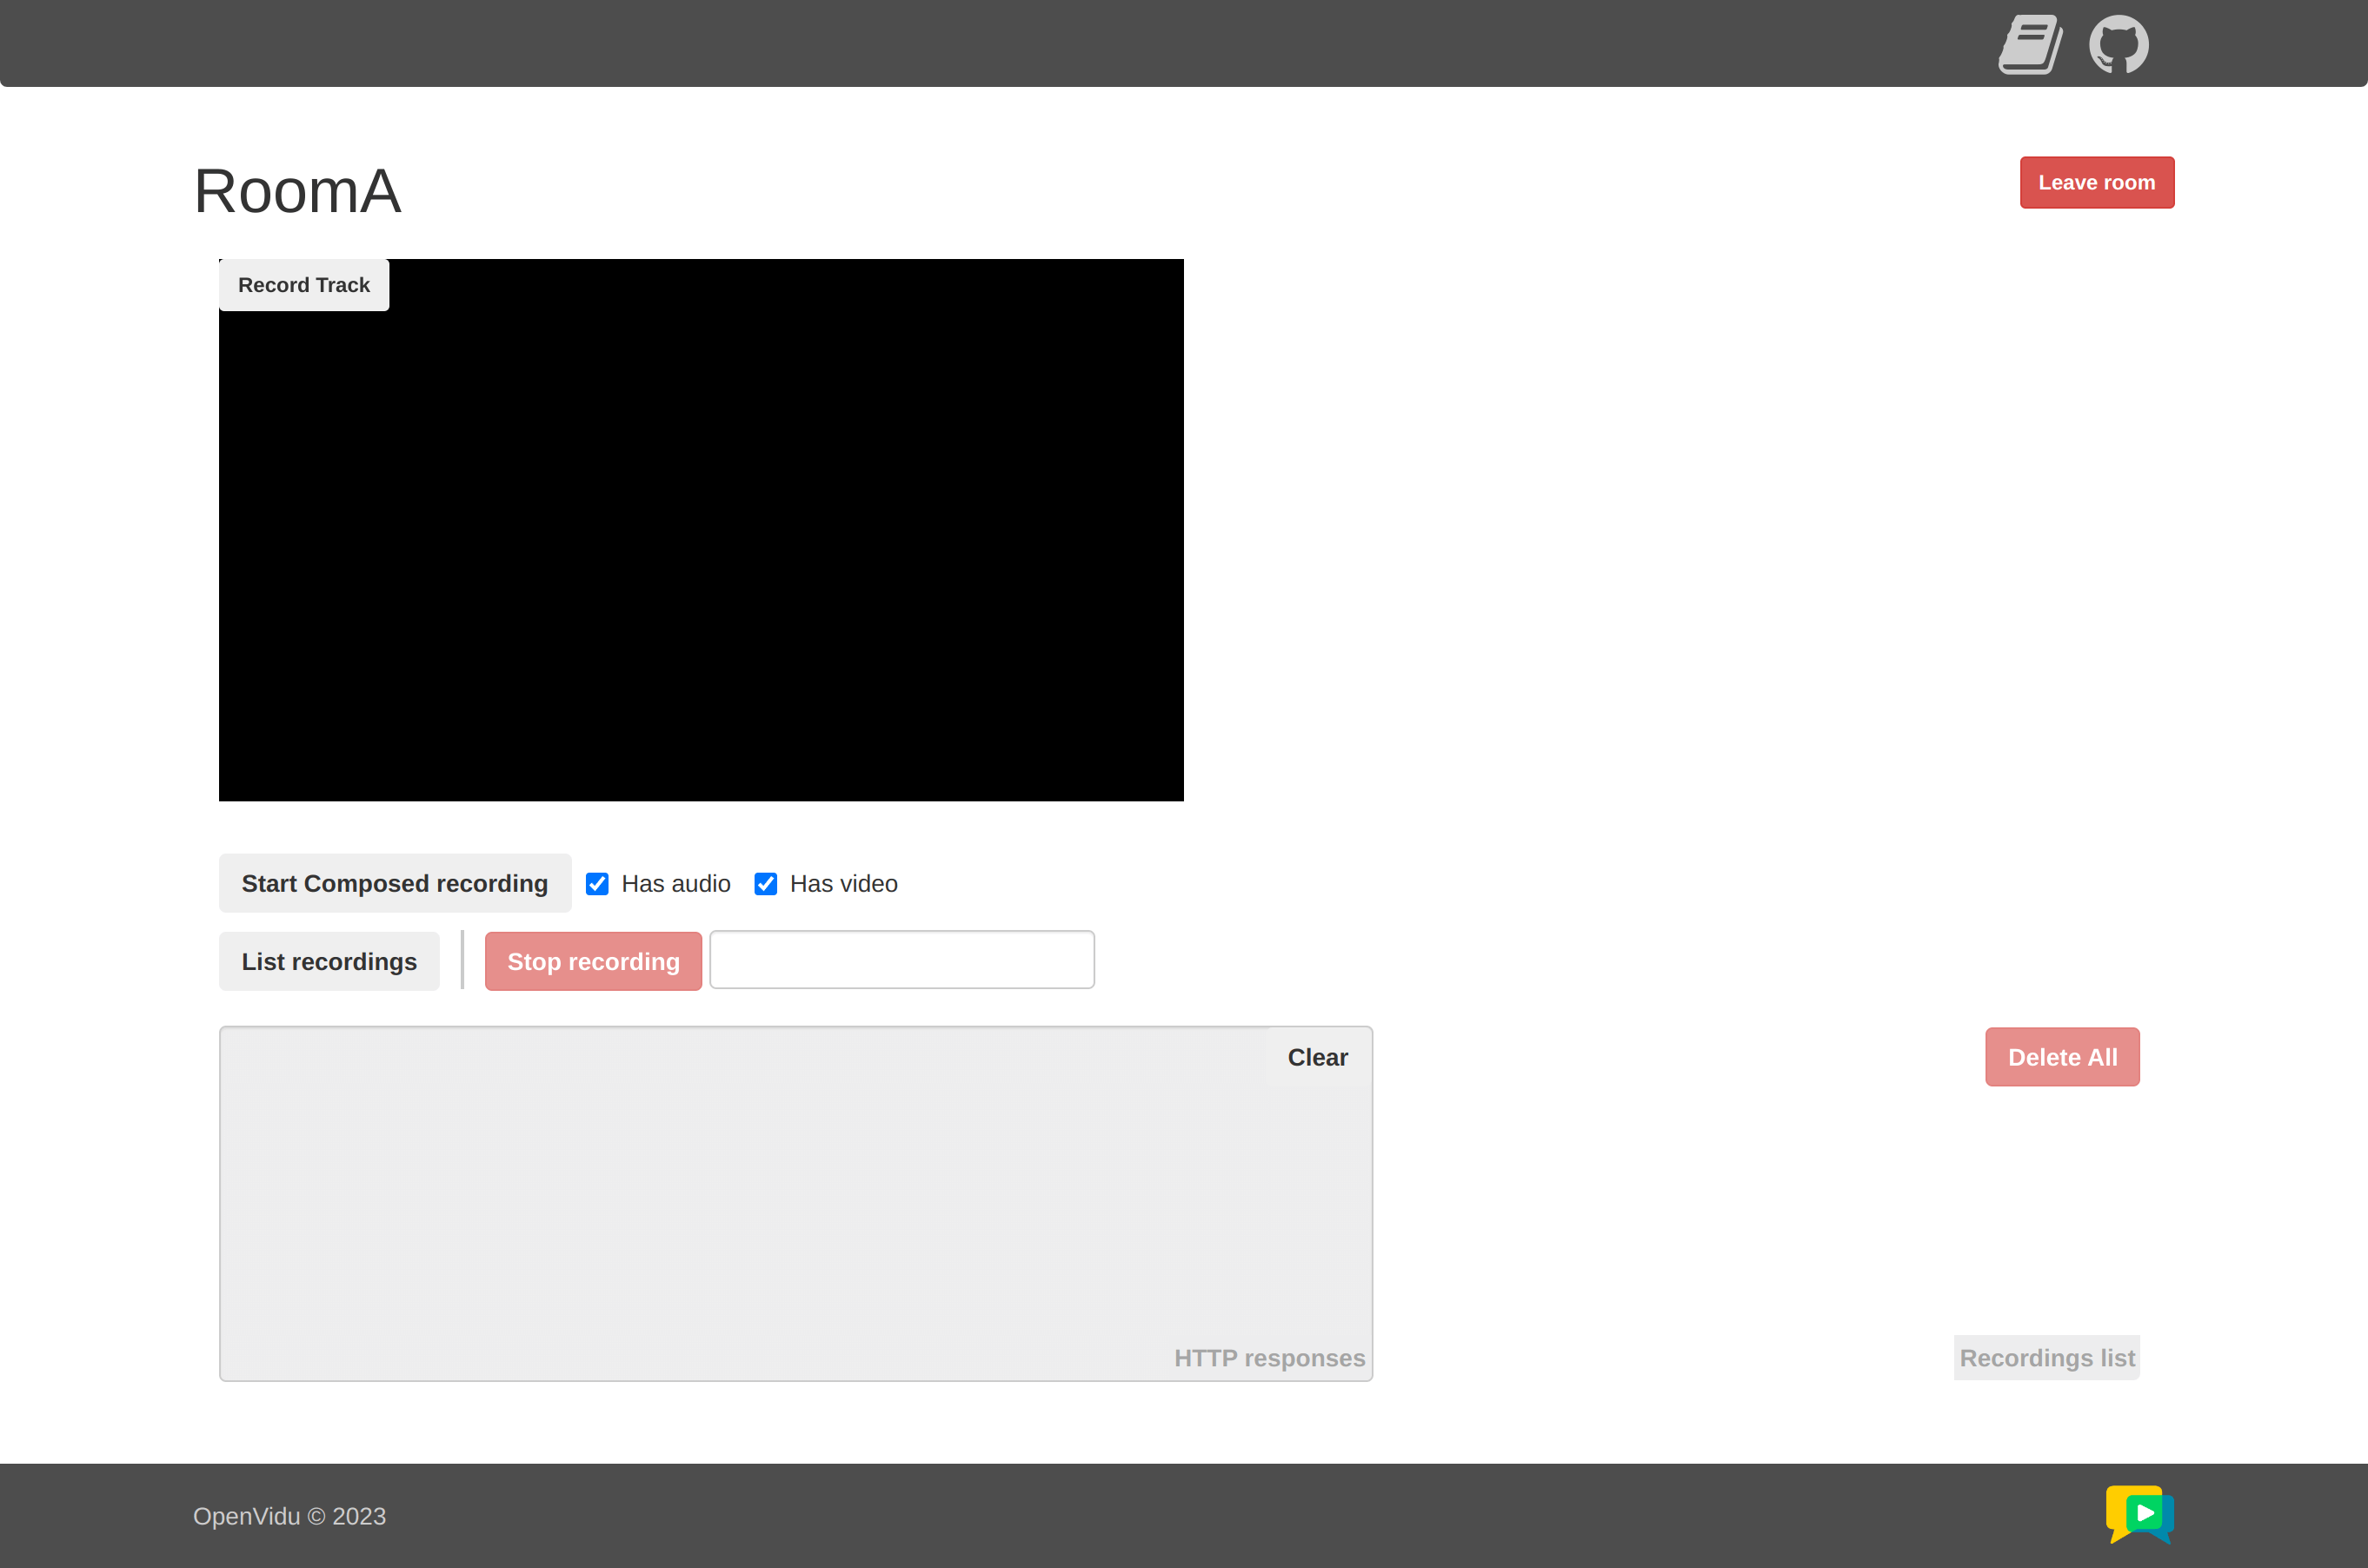 RoomA
Leave room
Record Track
Start Composed recording
Has audio
Has video
List recordings
Stop recording
Clear
Delete All
HTTP responses
Recordings list
OpenVidu © 2023